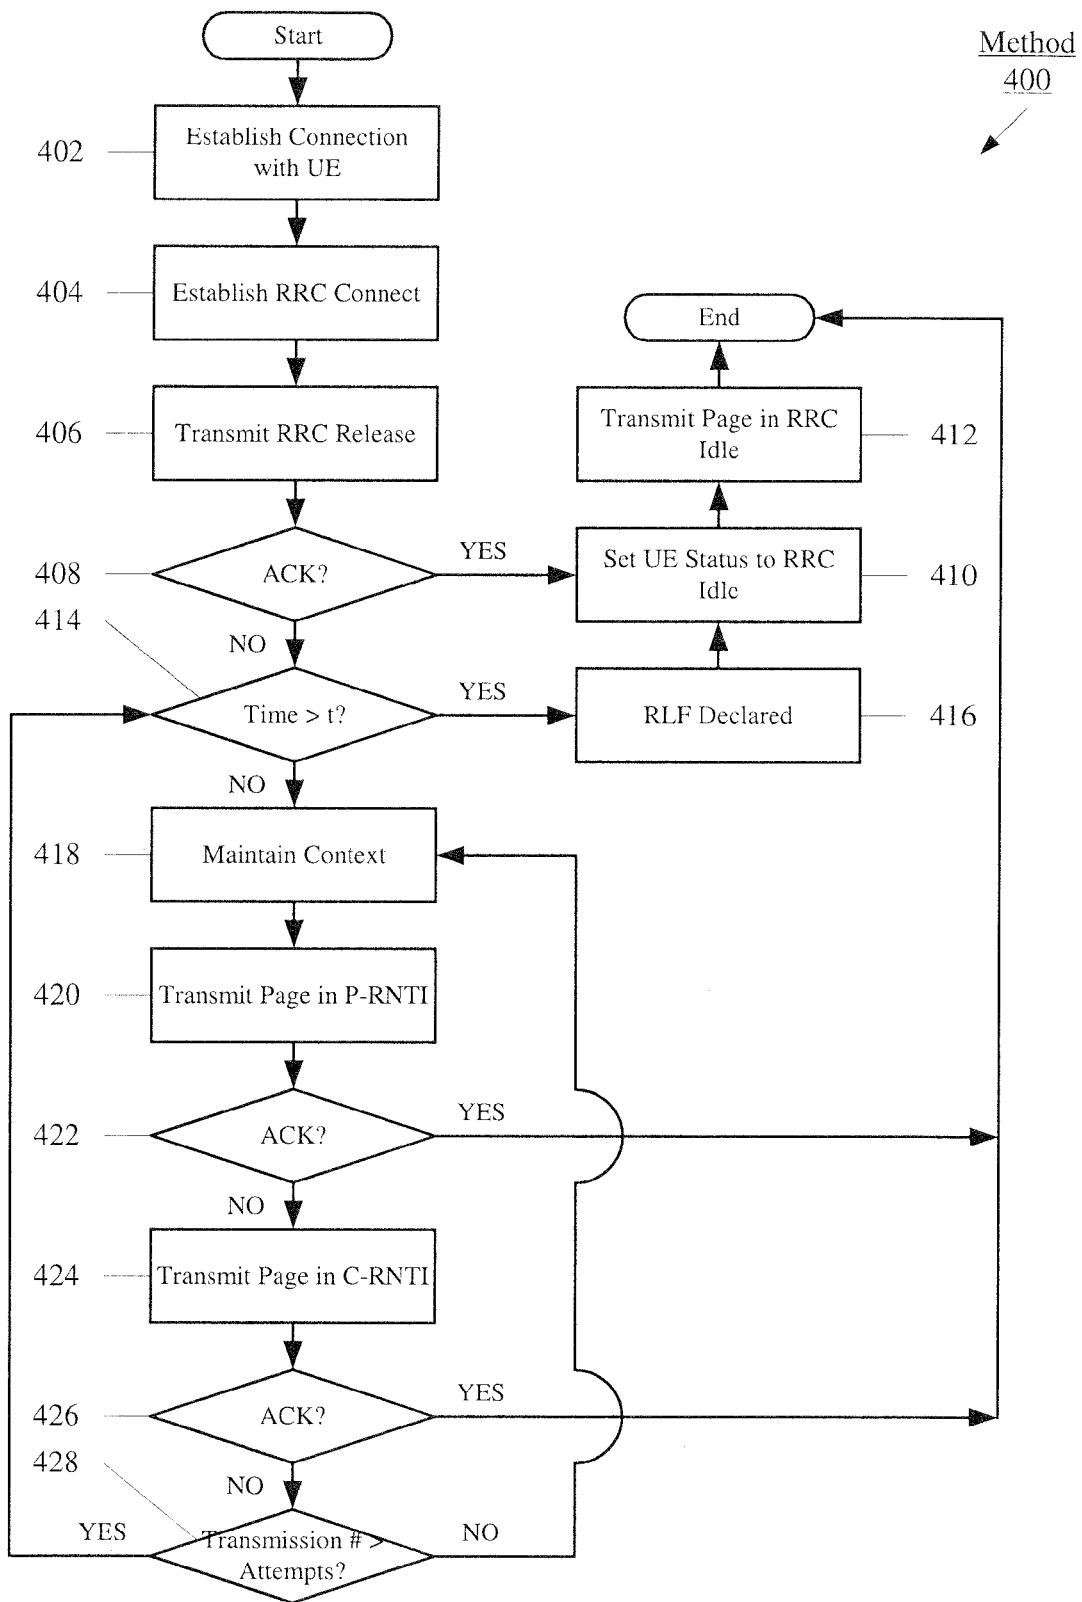 Start
Method
400
402
Establish Connection
with UE
404
Establish RRC Connect
End
406
Transmit RRC Release
Transmit Page in RRC
Idle
412
408
ACK?
YES
Set UE Status to RRC
Idle
410
414
NO
Time > t?
YES
RLF Declared
416
NO
418
Maintain Context
420
Transmit Page in P-RNTI
422
ACK?
YES
NO
424
Transmit Page in C-RNTI
426
ACK?
YES
428
NO
YES
Transmission # >
Attempts?
NO